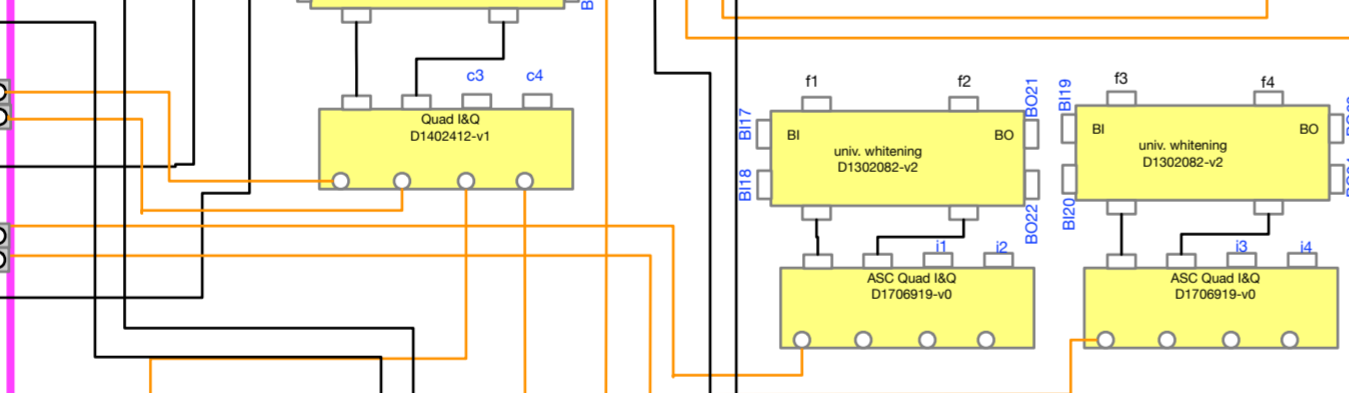 B
c3
c4
Quad I&Q
D1402412-v1
f1
f2
BI17
BI18
BI
BO
BO21
BO22
univ. whitening
D1302082-v2
i1
i2
ASC Quad I&Q
D1706919-v0
f3
f4
BI19
BI20
BI
BO
univ. whitening
D1302082-v2
i3
i4
ASC Quad I&Q
D1706919-v0